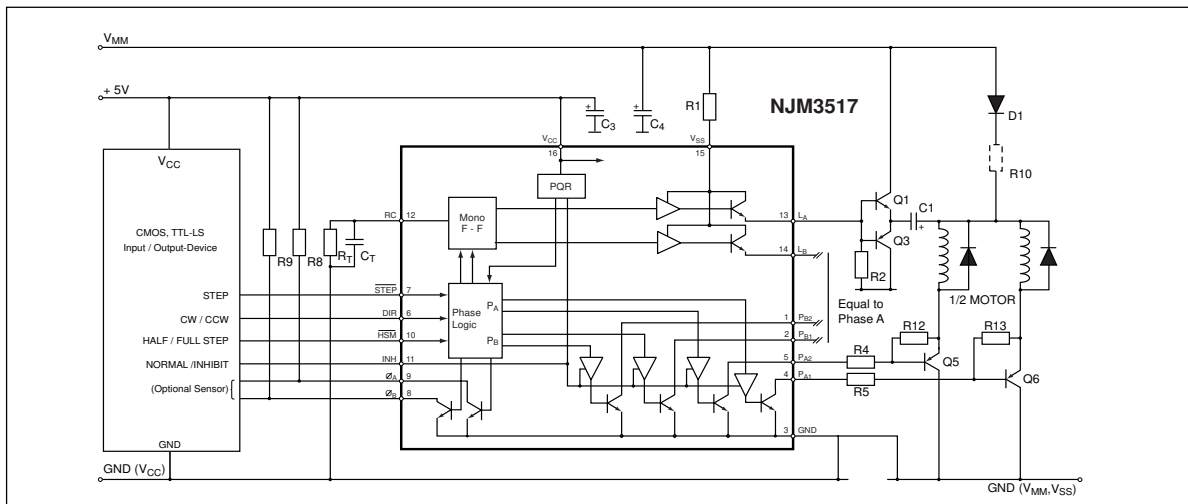 V_MM
+ 5V
R1
NJM3517
+
C_3
+
C_4
D1
V_CC
16
V_SS
15
V_CC
PQR
R10
CMOS, TTL-LS
Input / Output-Device
RC
12
Mono
F - F
13
L_A
Q1
C1
+
R9
R8
R_T
C_T
14
L_B
Q3
R2
STEP
STEP
7
Phase
Logic
P_A
P_B
Equal to
Phase A
1/2 MOTOR
CW / CCW
DIR
6
1
P_B2
HALF / FULL STEP
HSM
10
2
P_B1
R12
R13
NORMAL /INHIBIT
INH
11
5
P_A2
R4
Q5
(Optional Sensor)
Ø_A
9
4
P_A1
R5
Q6
Ø_B
8
3
GND
GND
GND (V_CC)
GND (V_MM,V_SS)